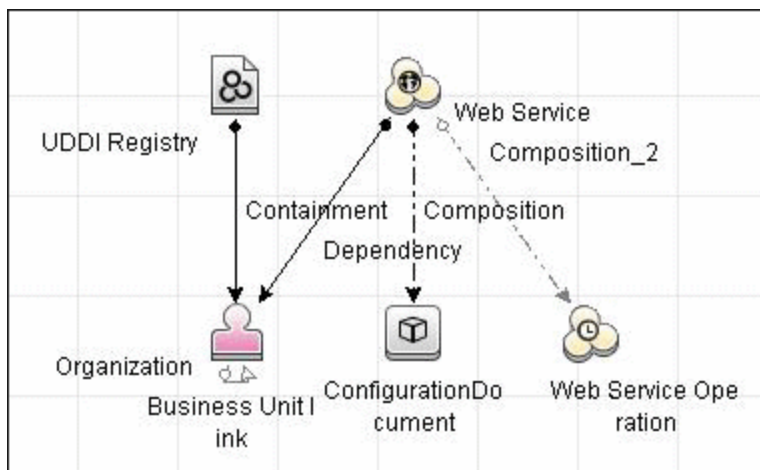 UDDI Registry
Web Service
Composition_2
Containment
Composition
Dependency
Organization
Business Unit l
ink
ConfigurationDo
cument
Web Service Ope
ration